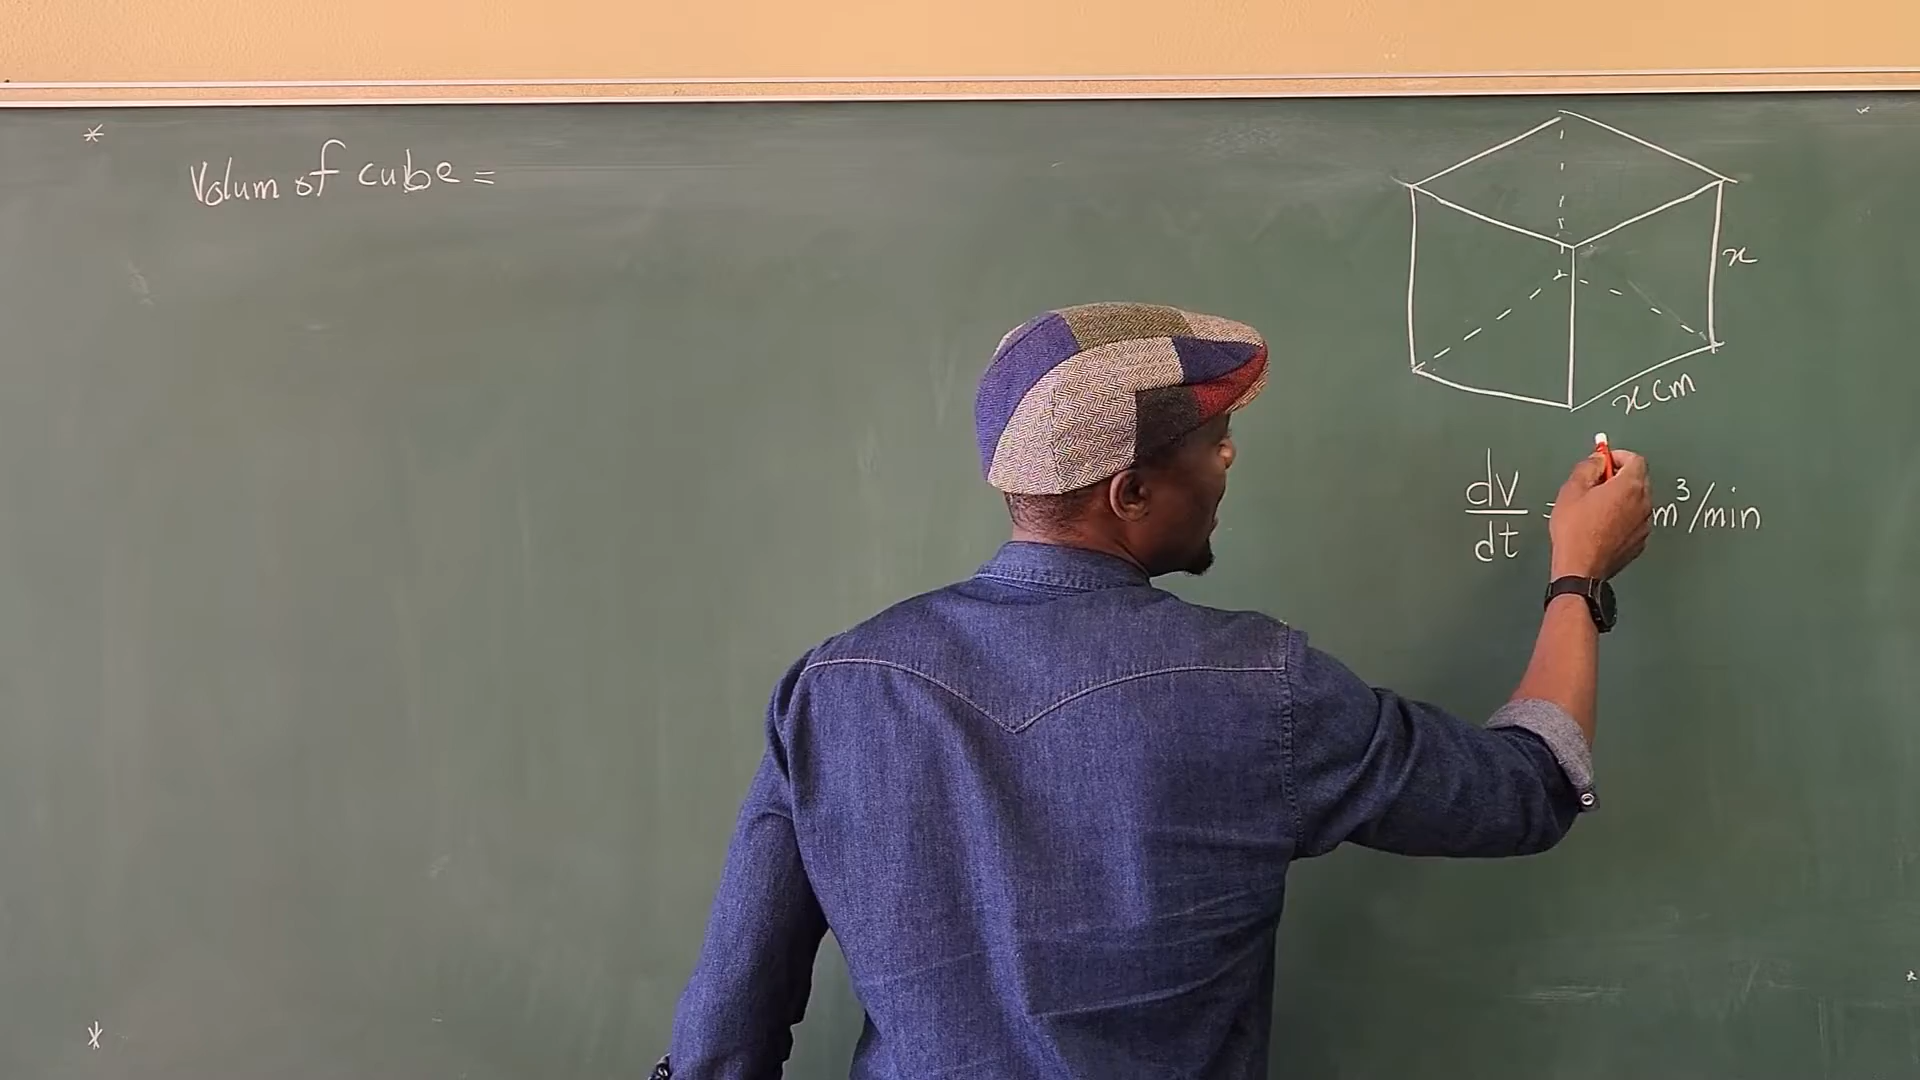 Volum of cube =
x
x cm
dv
dt
m³/min